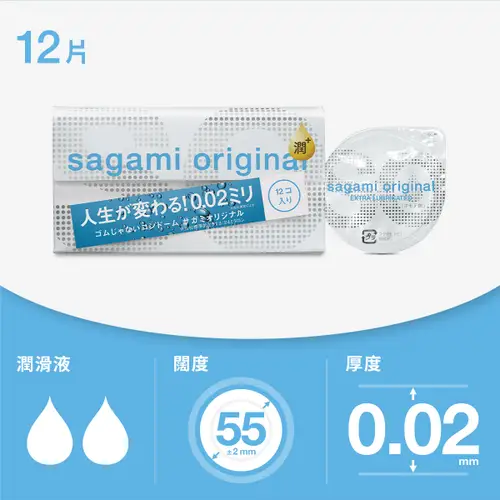 12片
潤+
sagami original
12コ
入り
人生が変わる!0.02ミリ
ゴムじゃないコンドーム サガミオリジナル
sagami original
EXTRA LUBRICATED
潤滑液
闊度
厚度
55
±2 mm
0.02
mm